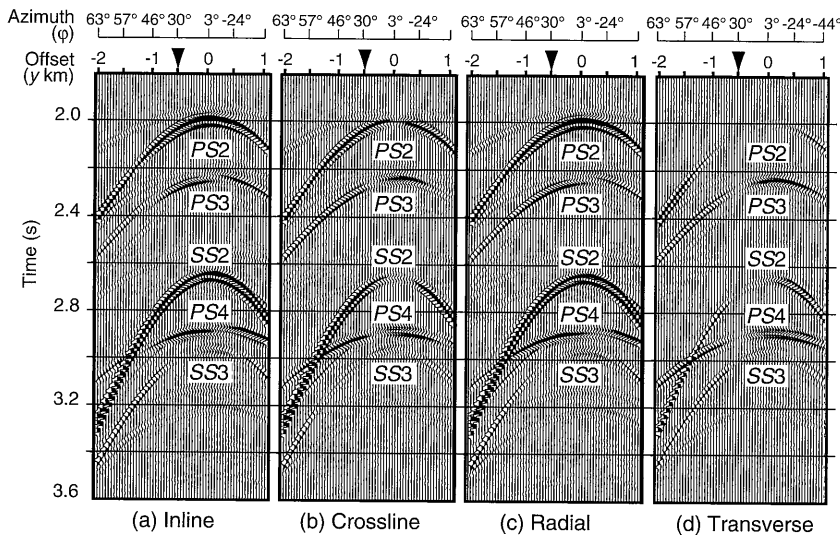 Azimuth (φ) 63° 57° 46° 30° 3° -24° 63° 57° 46° 30° 3° -24° 63° 57° 46° 30° 3° -24° 63° 57° 46° 30° 3° -24° -44°
Offset (y km) -2 -1 0 1 -2 -1 0 1 -2 -1 0 1 -2 -1 0 1
Time (s)
2.0
2.4
2.8
3.2
3.6
PS2 PS2 PS2 PS2
PS3 PS3 PS3 PS3
SS2 SS2 SS2 SS2
PS4 PS4 PS4 PS4
SS3 SS3 SS3 SS3
(a) Inline (b) Crossline (c) Radial (d) Transverse